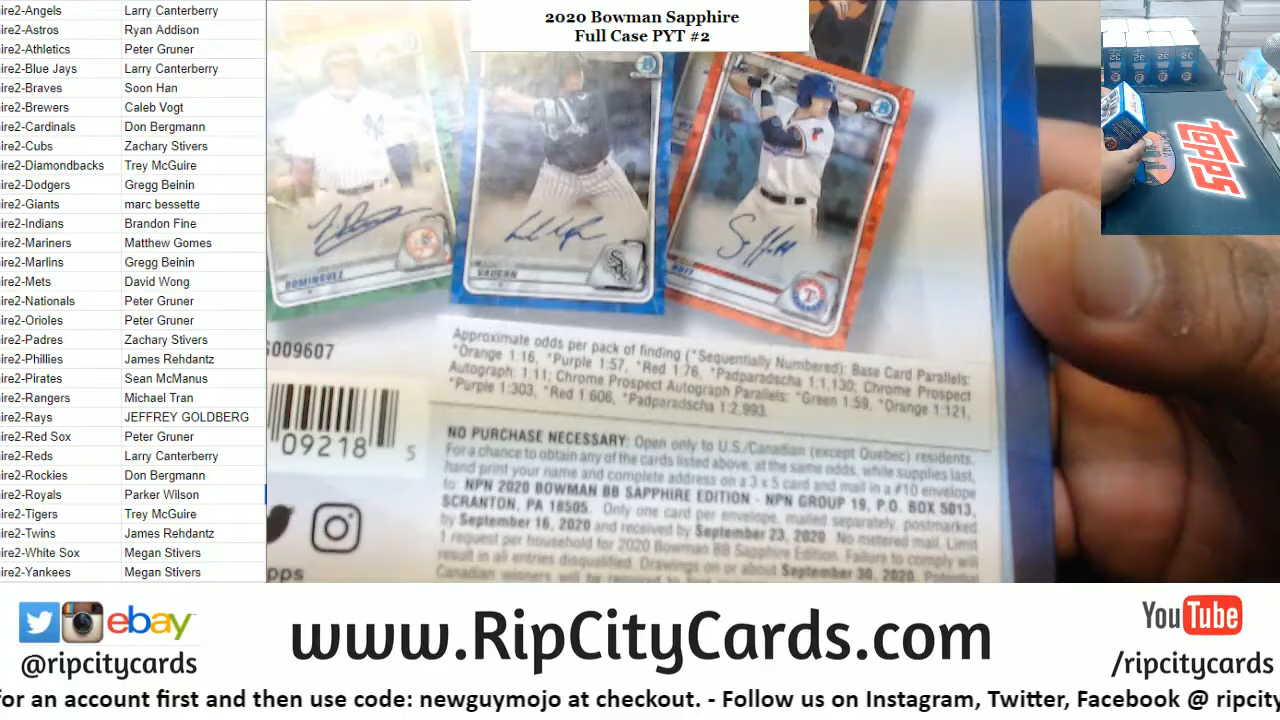 2020 Bowman Sapphire
Full Case PYT #2
ire2-Angels Larry Canterberry
ire2-Astros Ryan Addison
ire2-Athletics Peter Gruner
ire2-Blue Jays Larry Canterberry
ire2-Braves Soon Han
ire2-Brewers Caleb Vogt
ire2-Cardinals Don Bergmann
ire2-Cubs Zachary Stivers
ire2-Diamondbacks Trey McGuire
ire2-Dodgers Gregg Beinin
ire2-Giants marc bessette
ire2-Indians Brandon Fine
ire2-Mariners Matthew Gomes
ire2-Marlins Gregg Beinin
ire2-Mets David Wong
ire2-Nationals Peter Gruner
ire2-Orioles Peter Gruner
ire2-Padres Zachary Stivers
ire2-Phillies James Rehdantz
ire2-Pirates Sean McManus
ire2-Rangers Michael Tran
ire2-Rays JEFFREY GOLDBERG
ire2-Red Sox Peter Gruner
ire2-Reds Larry Canterberry
ire2-Rockies Don Bergmann
ire2-Royals Parker Wilson
ire2-Tigers Trey McGuire
ire2-Twins James Rehdantz
ire2-White Sox Megan Stivers
ire2-Yankees Megan Stivers
DOMINGUEZ
VAUGHN
HUFF
topps
S009607
09218 5
Approximate odds per pack of finding (*Sequentially Numbered): Base Card Parallels:
*Orange 1:16, *Purple 1:57, *Red 1:76, *Padparadscha 1:1,130; Chrome Prospect
Autograph: 1:11; Chrome Prospect Autograph Parallels: *Green 1:59, *Orange 1:121,
*Purple 1:303, *Red 1:606, *Padparadscha 1:2,993.
NO PURCHASE NECESSARY: Open only to U.S./Canadian (except Quebec) residents.
For a chance to obtain any of the cards listed above, at the same odds, while supplies last,
hand print your name and complete address on a 3 x 5 card and mail in a #10 envelope
to: NPN 2020 BOWMAN BB SAPPHIRE EDITION - NPN GROUP 19, P.O. BOX 5013,
SCRANTON, PA 18505. Only one card per envelope, mailed separately, postmarked
by September 16, 2020 and received by September 23, 2020. No metered mail. Limit
1 request per household for 2020 Bowman BB Sapphire Edition. Failure to comply will
result in all entries disqualified. Drawings on or about September 30, 2020. Potential
Canadian winners will be required to
pps
ebay
@ripcitycards
www.RipCityCards.com
YouTube
/ripcitycards
for an account first and then use code: newguymojo at checkout. - Follow us on Instagram, Twitter, Facebook @ ripcity